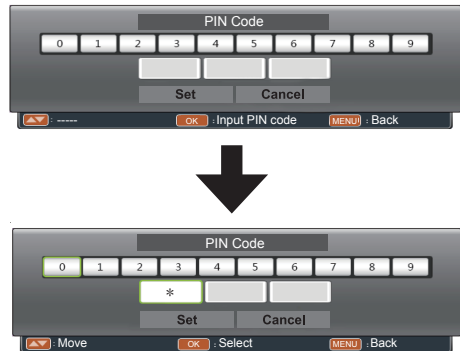 PIN Code
0 1 2 3 4 5 6 7 8 9
Set Cancel
▲▼ : ----- OK : Input PIN code MENU : Back
PIN Code
0 1 2 3 4 5 6 7 8 9
*
Set Cancel
▲▼ : Move OK : Select MENU : Back